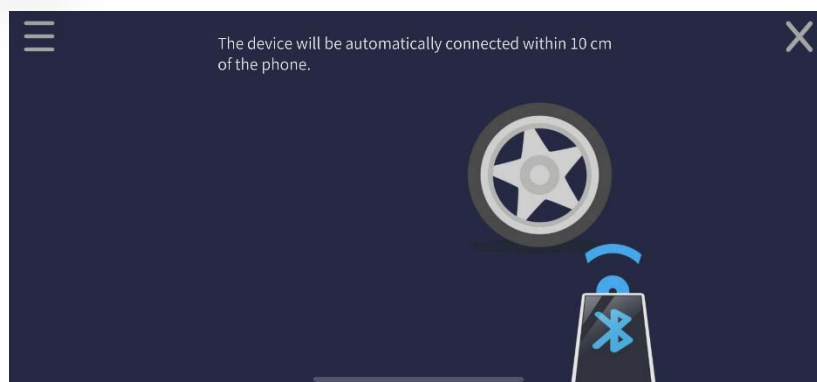 The device will be automatically connected within 10 cm
of the phone.